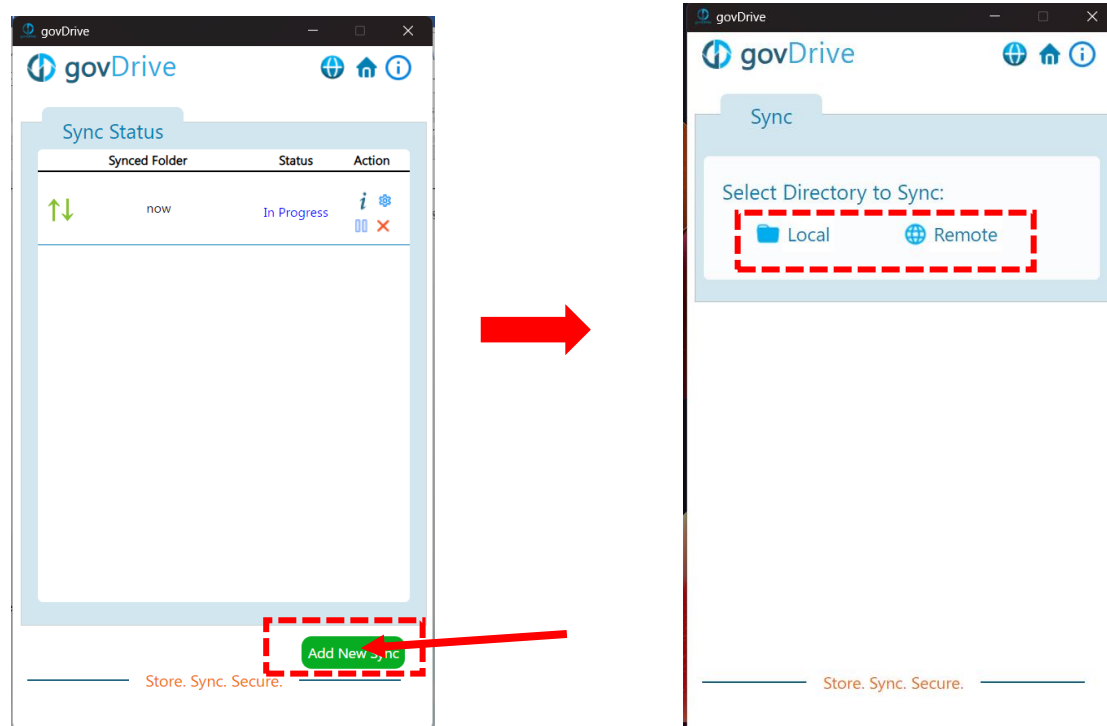 govDrive
govDrive
Sync Status
Synced Folder Status Action
now In Progress
Add New Sync
Store. Sync. Secure.
govDrive
govDrive
Sync
Select Directory to Sync:
Local Remote
Store. Sync. Secure.